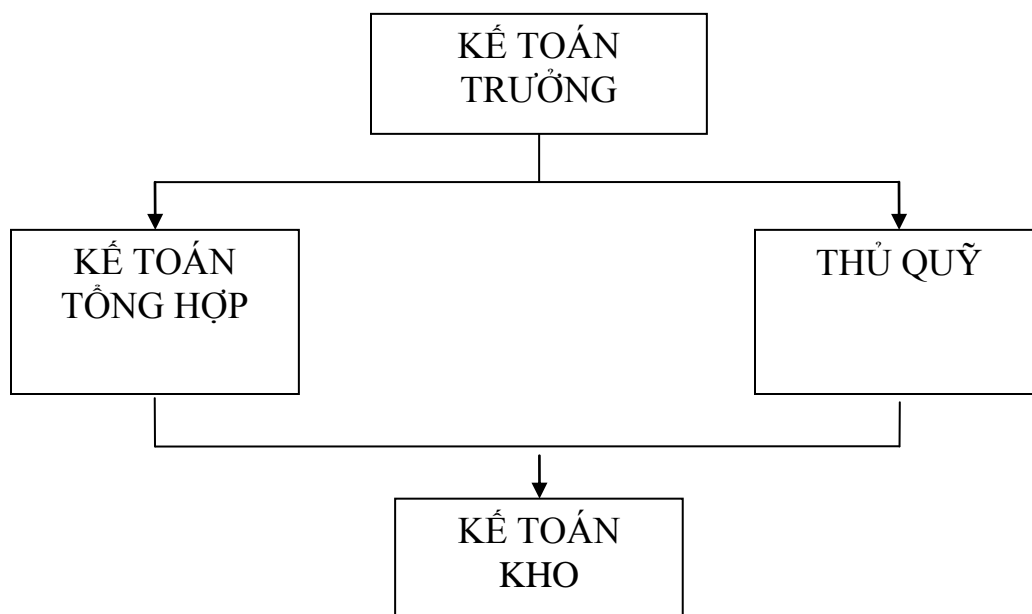 KẾ TOÁN
TRƯỞNG
KẾ TOÁN
TỔNG HỢP
THỦ QUỸ
KẾ TOÁN
KHO